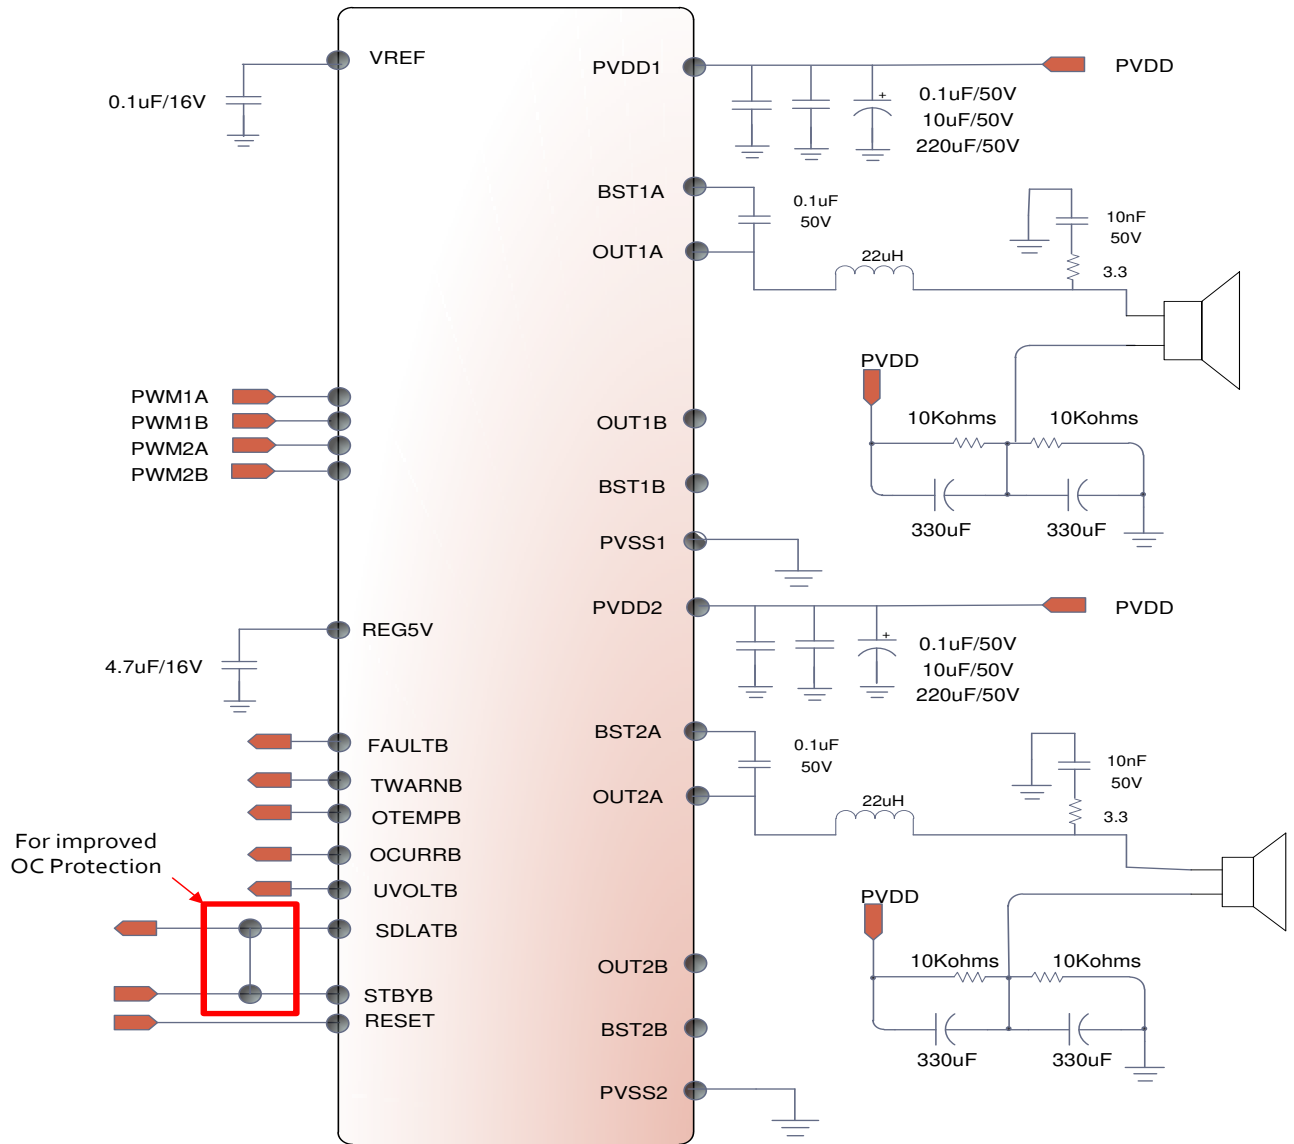 VREF
0.1uF/16V
PVDD1
PVDD
0.1uF/50V
10uF/50V
220uF/50V
BST1A
0.1uF
50V
10nF
50V
OUT1A
22uH
3.3
PVDD
PWM1A
PWM1B
PWM2A
PWM2B
OUT1B
10Kohms
10Kohms
BST1B
330uF
330uF
PVSS1
PVDD2
PVDD
REG5V
4.7uF/16V
0.1uF/50V
10uF/50V
220uF/50V
FAULTB
BST2A
0.1uF
50V
10nF
50V
TWARNB
OUT2A
22uH
OTEMPB
3.3
For improved
OC Protection
OCURRB
UVOLTB
PVDD
SDLATB
OUT2B
10Kohms
10Kohms
STBYB
RESET
BST2B
330uF
330uF
PVSS2